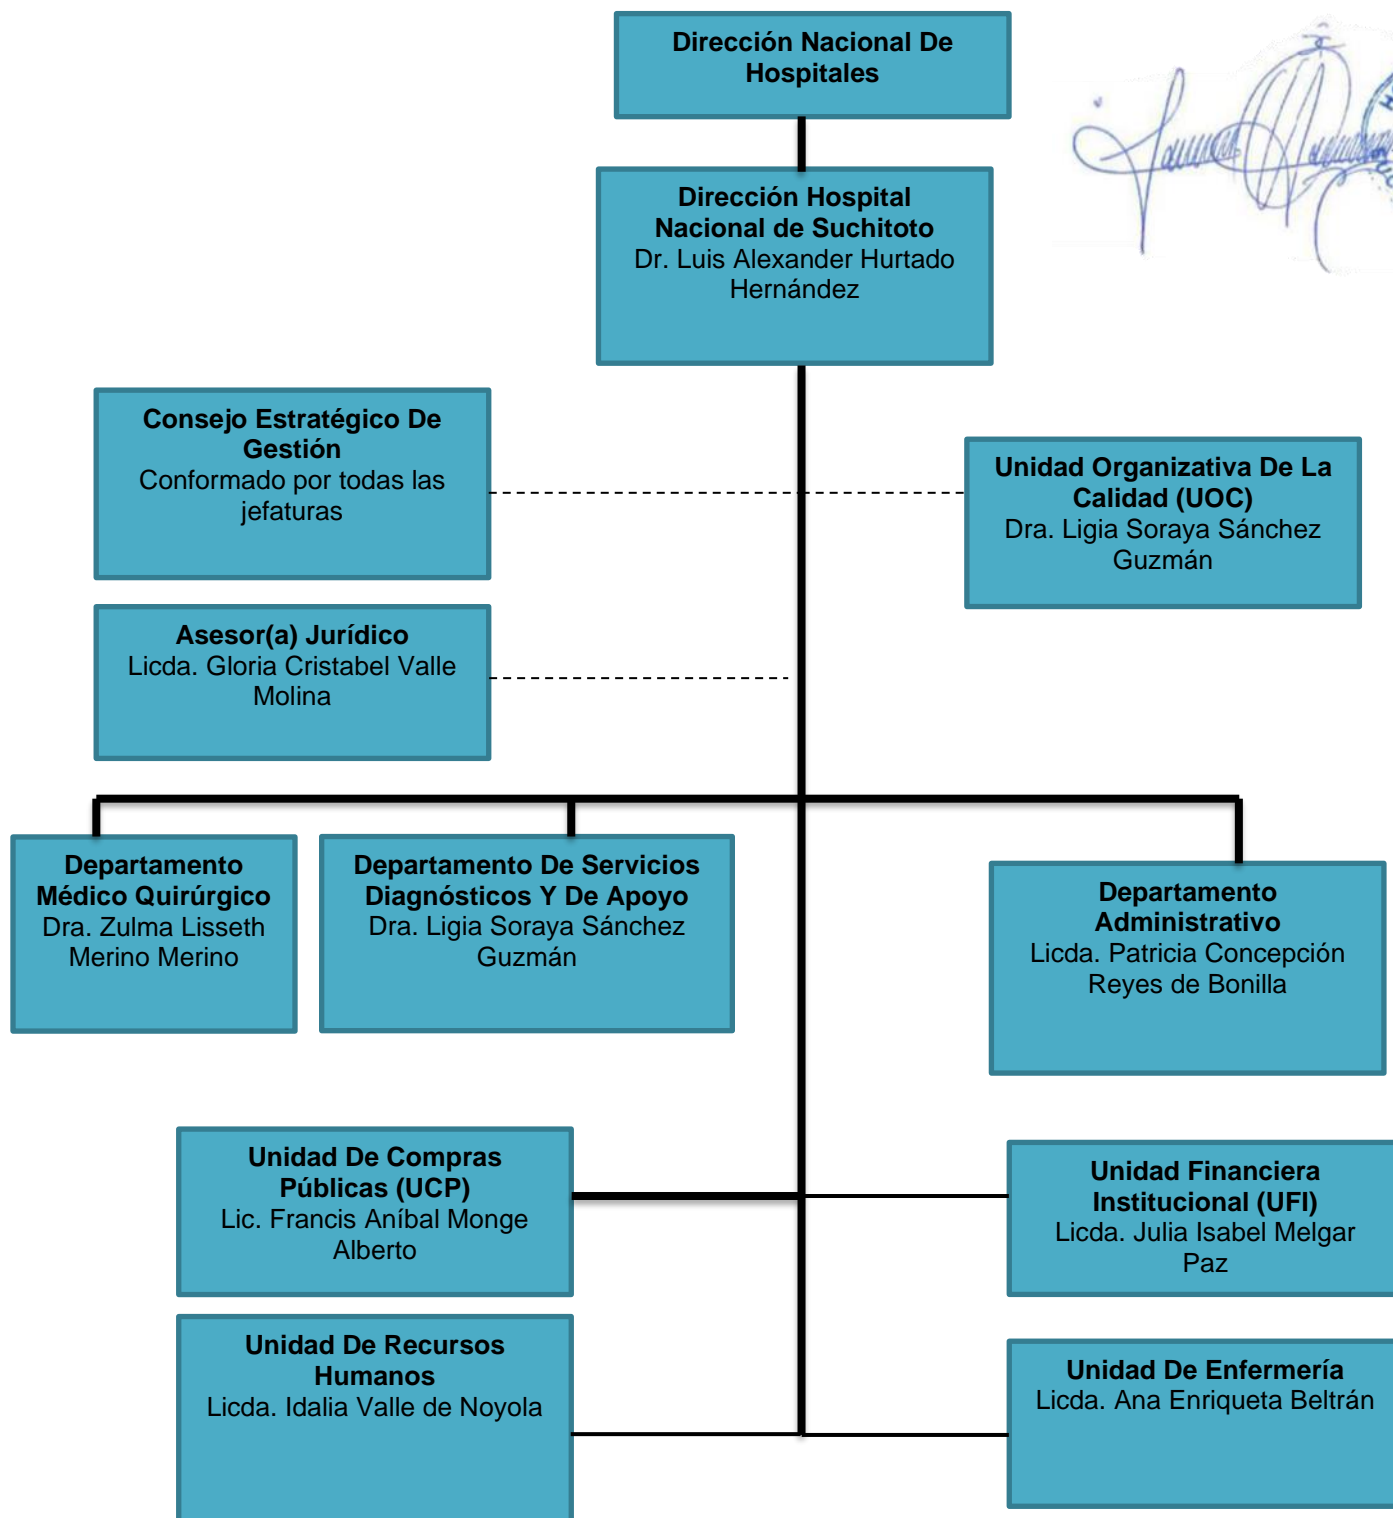 Dirección Nacional De
Hospitales
Dirección Hospital
Nacional de Suchitoto
Dr. Luis Alexander Hurtado
Hernández
Consejo Estratégico De
Gestión
Conformado por todas las
jefaturas
Unidad Organizativa De La
Calidad (UOC)
Dra. Ligia Soraya Sánchez
Guzmán
Asesor(a) Jurídico
Licda. Gloria Cristabel Valle
Molina
Departamento
Médico Quirúrgico
Dra. Zulma Lisseth
Merino Merino
Departamento De Servicios
Diagnósticos Y De Apoyo
Dra. Ligia Soraya Sánchez
Guzmán
Departamento
Administrativo
Licda. Patricia Concepción
Reyes de Bonilla
Unidad De Compras
Públicas (UCP)
Lic. Francis Aníbal Monge
Alberto
Unidad Financiera
Institucional (UFI)
Licda. Julia Isabel Melgar
Paz
Unidad De Recursos
Humanos
Licda. Idalia Valle de Noyola
Unidad De Enfermería
Licda. Ana Enriqueta Beltrán